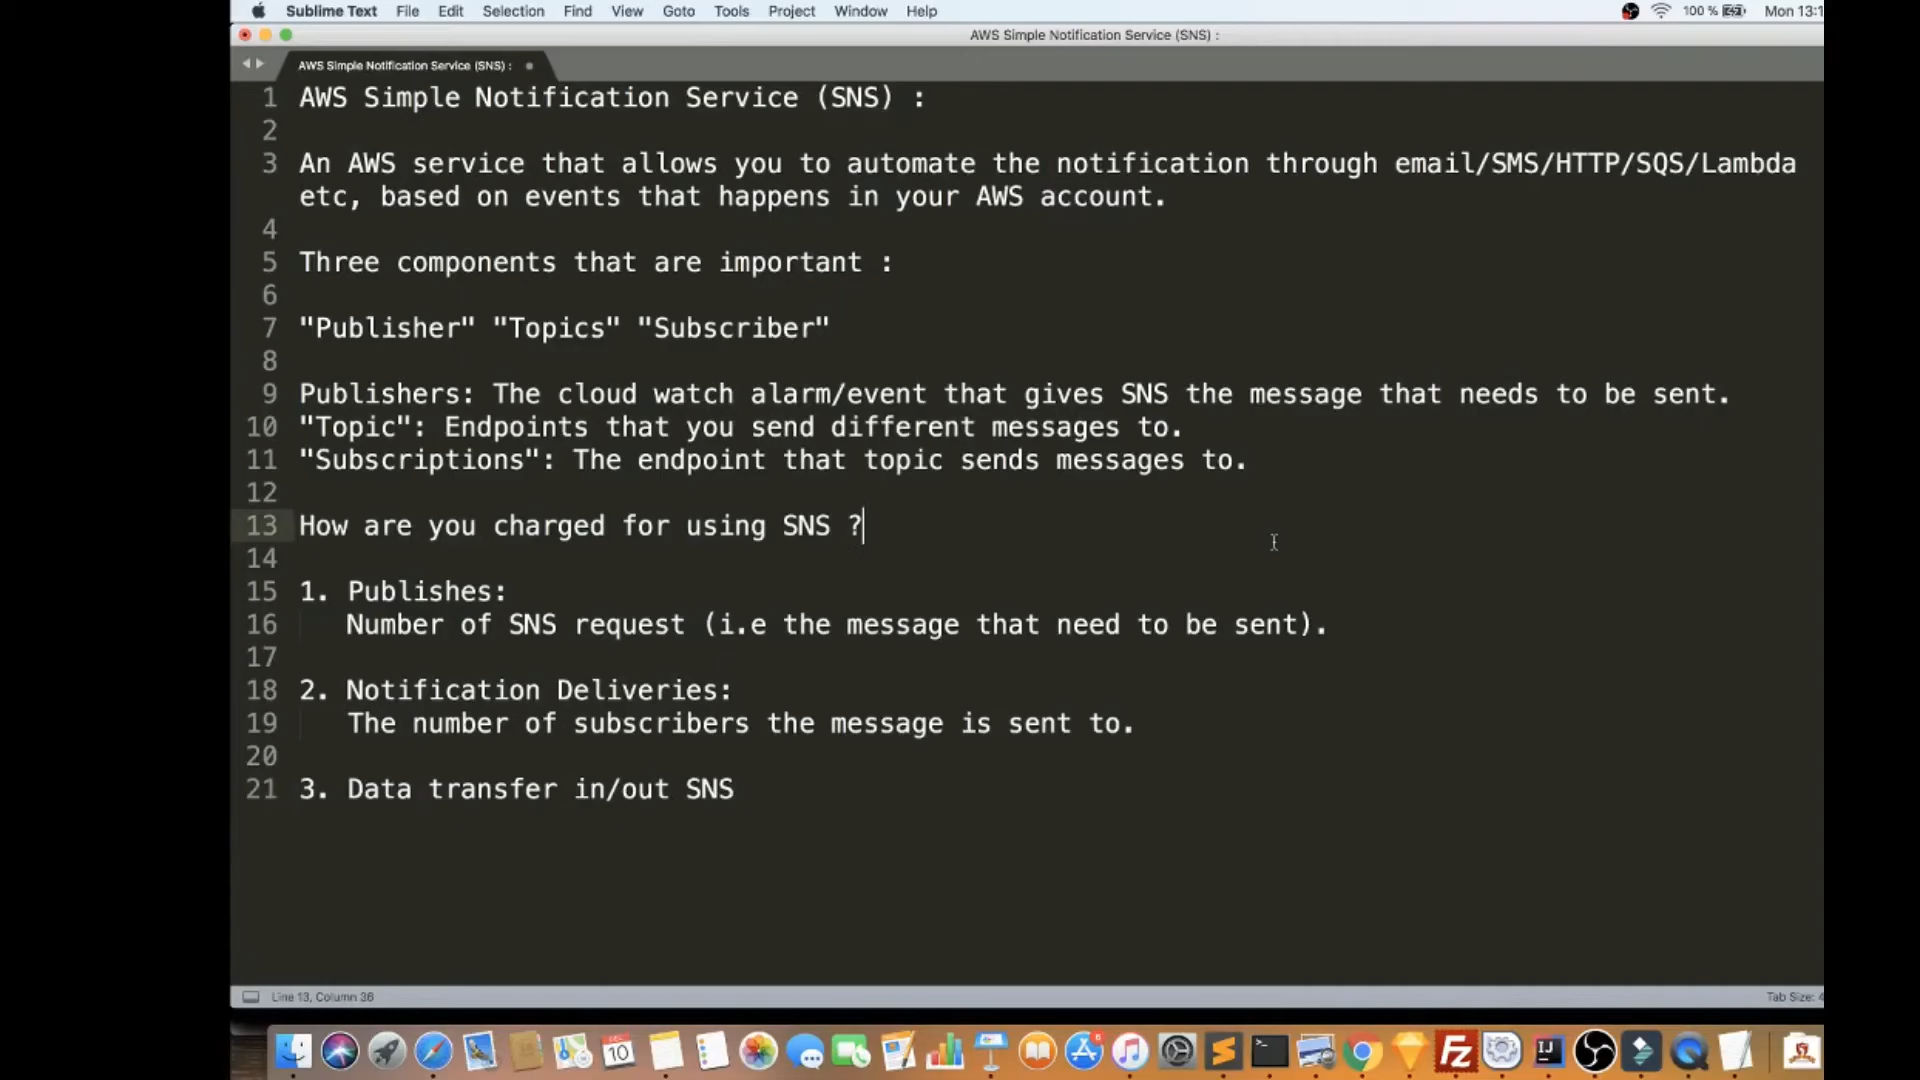 Sublime Text File Edit Selection Find View Goto Tools Project Window Help 100 % Mon 13:1
AWS Simple Notification Service (SNS) :
AWS Simple Notification Service (SNS) :
1 AWS Simple Notification Service (SNS) :
2
3 An AWS service that allows you to automate the notification through email/SMS/HTTP/SQS/Lambda
etc, based on events that happens in your AWS account.
4
5 Three components that are important :
6
7 "Publisher" "Topics" "Subscriber"
8
9 Publishers: The cloud watch alarm/event that gives SNS the message that needs to be sent.
10 "Topic": Endpoints that you send different messages to.
11 "Subscriptions": The endpoint that topic sends messages to.
12
13 How are you charged for using SNS ?
14
15 1. Publishes:
16 Number of SNS request (i.e the message that need to be sent).
17
18 2. Notification Deliveries:
19 The number of subscribers the message is sent to.
20
21 3. Data transfer in/out SNS
Line 13, Column 36 Tab Size: 4
10
Fz
IJ